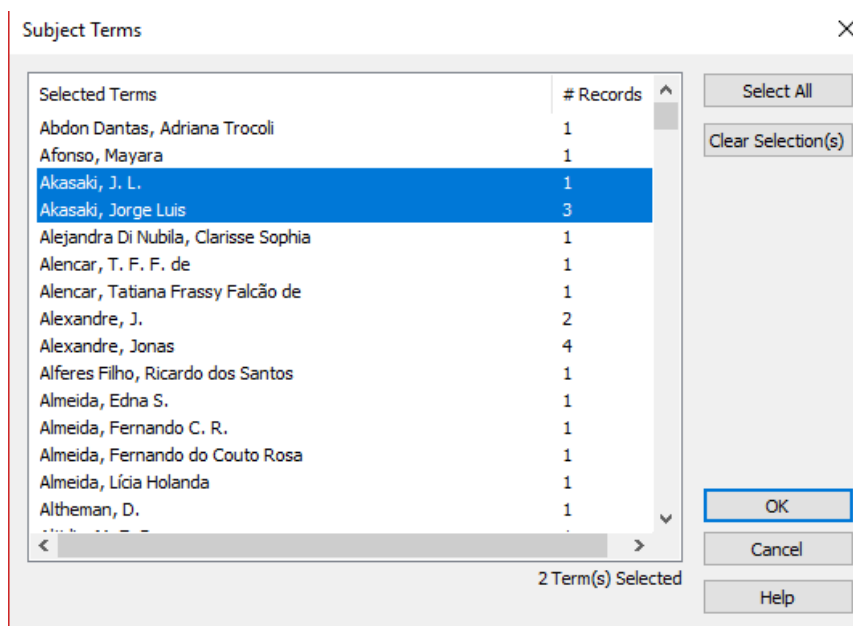 Subject Terms
Selected Terms # Records
Abdon Dantas, Adriana Trocoli 1
Afonso, Mayara 1
Akasaki, J. L. 1
Akasaki, Jorge Luis 3
Alejandra Di Nubila, Clarisse Sophia 1
Alencar, T. F. F. de 1
Alencar, Tatiana Frassy Falcão de 1
Alexandre, J. 2
Alexandre, Jonas 4
Alferes Filho, Ricardo dos Santos 1
Almeida, Edna S. 1
Almeida, Fernando C. R. 1
Almeida, Fernando do Couto Rosa 1
Almeida, Lícia Holanda 1
Altheman, D. 1
2 Term(s) Selected
Select All
Clear Selection(s)
OK
Cancel
Help